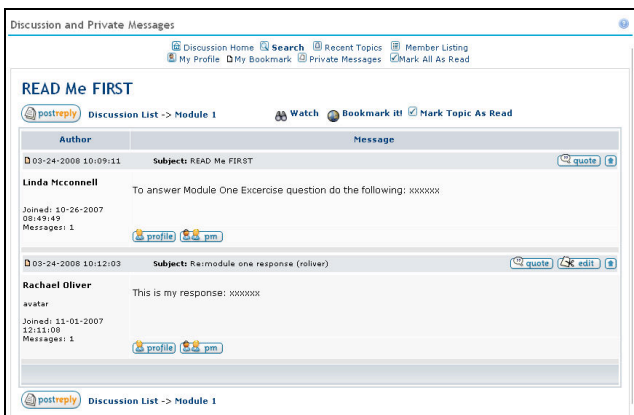 Discussion and Private Messages
Discussion Home Search Recent Topics Member Listing
My Profile My Bookmark Private Messages Mark All As Read
READ Me FIRST
postreply Discussion List -> Module 1 Watch Bookmark it! Mark Topic As Read
Author Message
03-24-2008 10:09:11 Subject: READ Me FIRST quote
Linda Mcconnell
To answer Module One Excercise question do the following: xxxxxx
Joined: 10-26-2007
08:49:49
Messages: 1
profile pm
03-24-2008 10:12:03 Subject: Re:module one response (roliver) quote edit
Rachael Oliver
This is my response: xxxxxx
avatar
Joined: 11-01-2007
12:11:08
Messages: 1
profile pm
postreply Discussion List -> Module 1